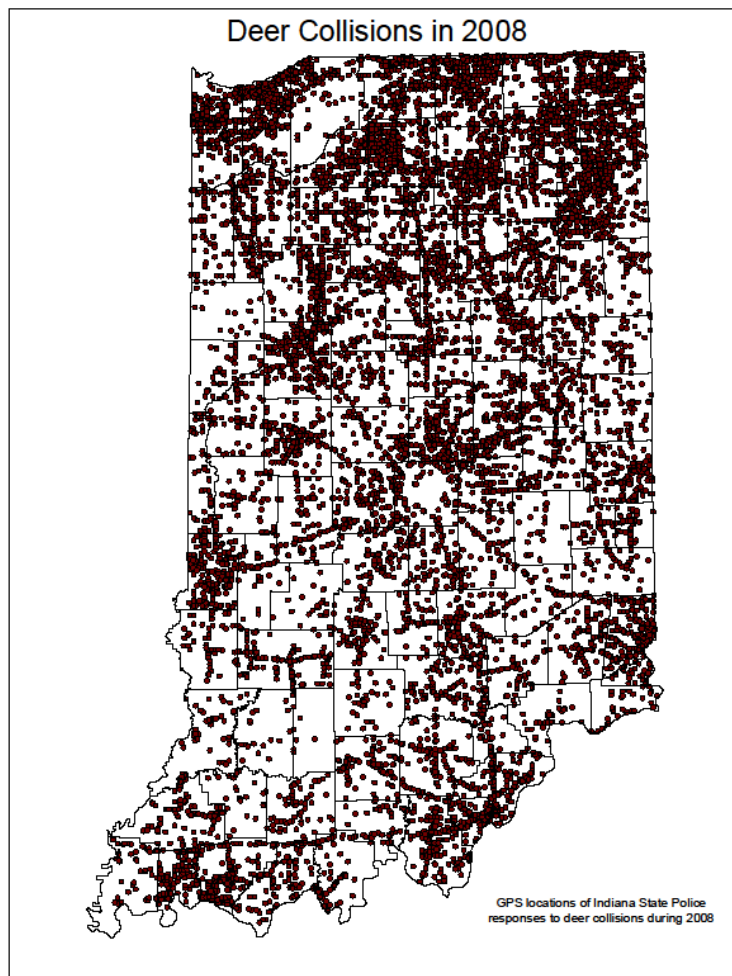 Deer Collisions in 2008
GPS locations of Indiana State Police
responses to deer collisions during 2008